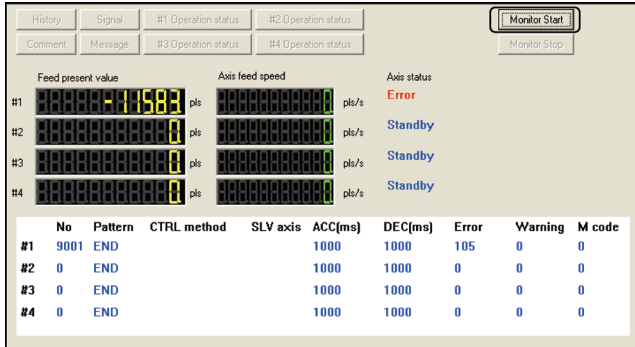 History Signal #1 Operation status #2 Operation status Monitor Start
Comment Message #3 Operation status #4 Operation status Monitor Stop
Feed present value Axis feed speed Axis status
#1 -11583 pls 0 pls/s Error
#2 0 pls 0 pls/s Standby
#3 0 pls 0 pls/s Standby
#4 0 pls 0 pls/s Standby
No Pattern CTRL method SLV axis ACC(ms) DEC(ms) Error Warning M code
#1 9001 END 1000 1000 105 0 0
#2 0 END 1000 1000 0 0 0
#3 0 END 1000 1000 0 0 0
#4 0 END 1000 1000 0 0 0